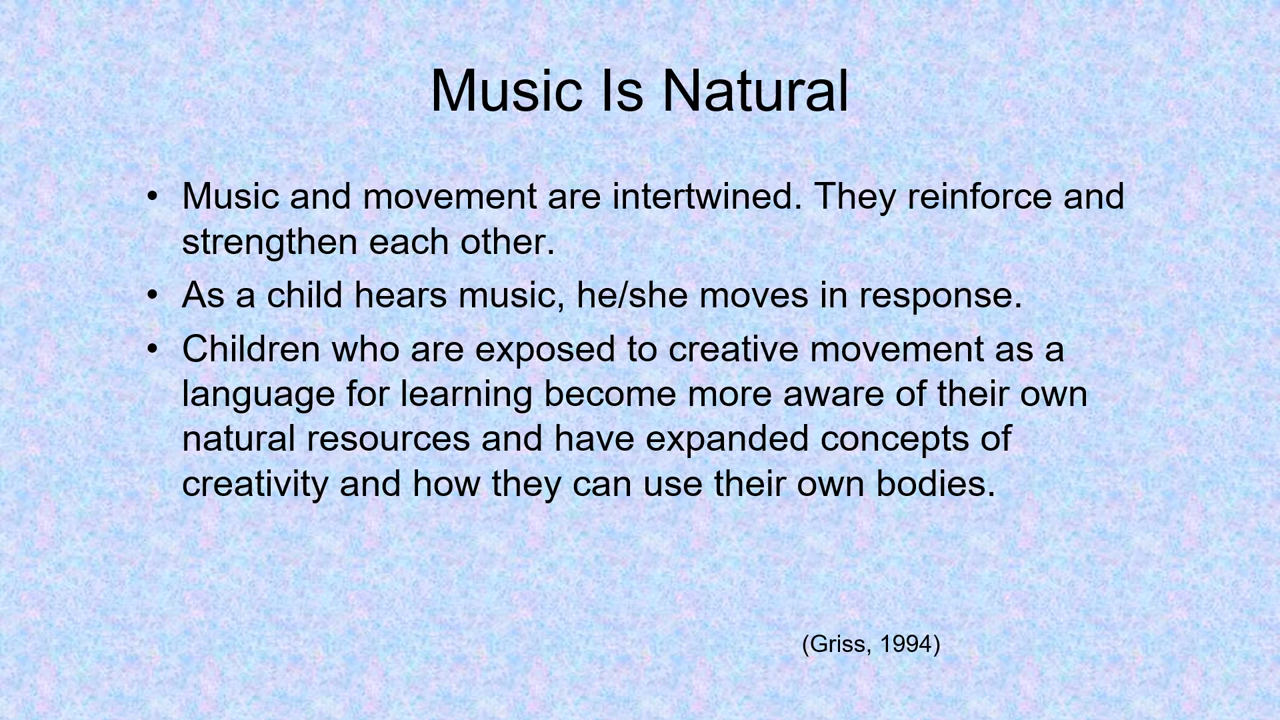 Music Is Natural
• Music and movement are intertwined. They reinforce and
strengthen each other.
• As a child hears music, he/she moves in response.
• Children who are exposed to creative movement as a
language for learning become more aware of their own
natural resources and have expanded concepts of
creativity and how they can use their own bodies.
(Griss, 1994)